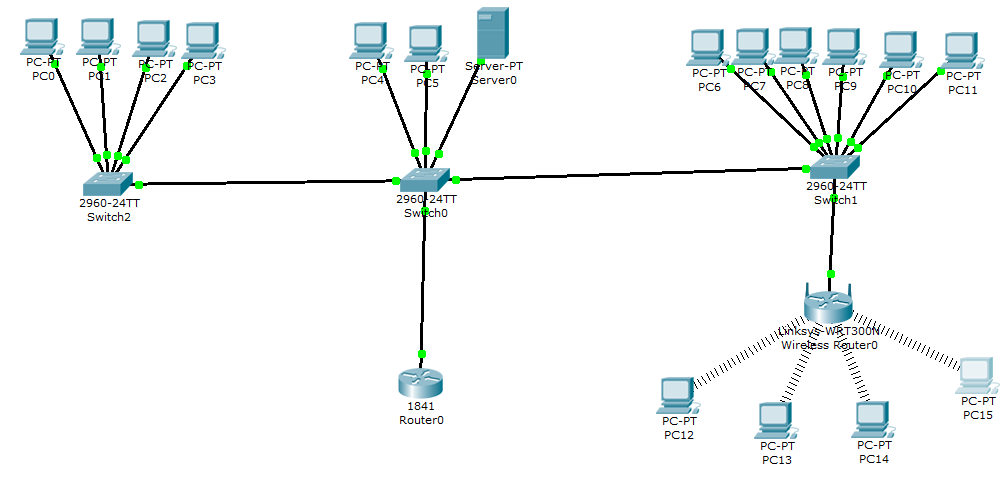 PC-PT
PC0
PC-PT
PC1
PC-PT
PC2
PC-PT
PC3
PC-PT
PC4
PC-PT
PC5
Server-PT
Server0
PC-PT
PC6
PC-PT
PC7
PC-PT
PC8
PC-PT
PC9
PC-PT
PC10
PC-PT
PC11
2960-24TT
Switch2
2960-24TT
Switch0
2960-24TT
Switch1
Linksys-WRT300N
Wireless Router0
1841
Router0
PC-PT
PC12
PC-PT
PC13
PC-PT
PC14
PC-PT
PC15